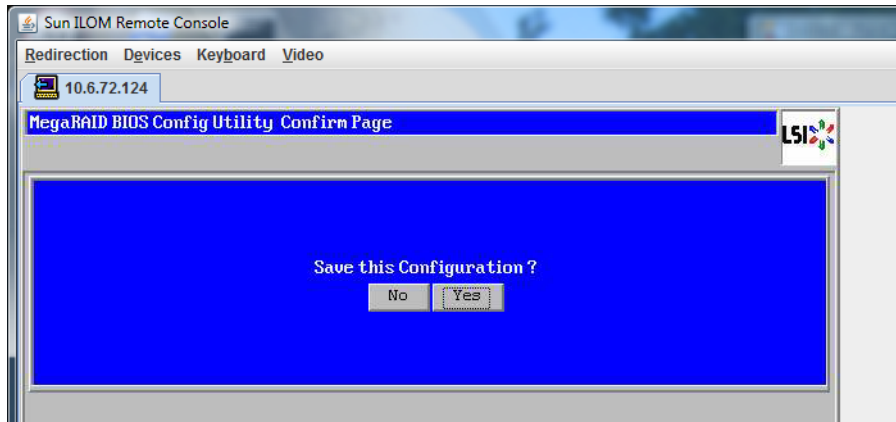 Sun ILOM Remote Console
Redirection Devices Keyboard Video
10.6.72.124
MegaRAID BIOS Config Utility Confirm Page
LSI
Save this Configuration ?
No Yes